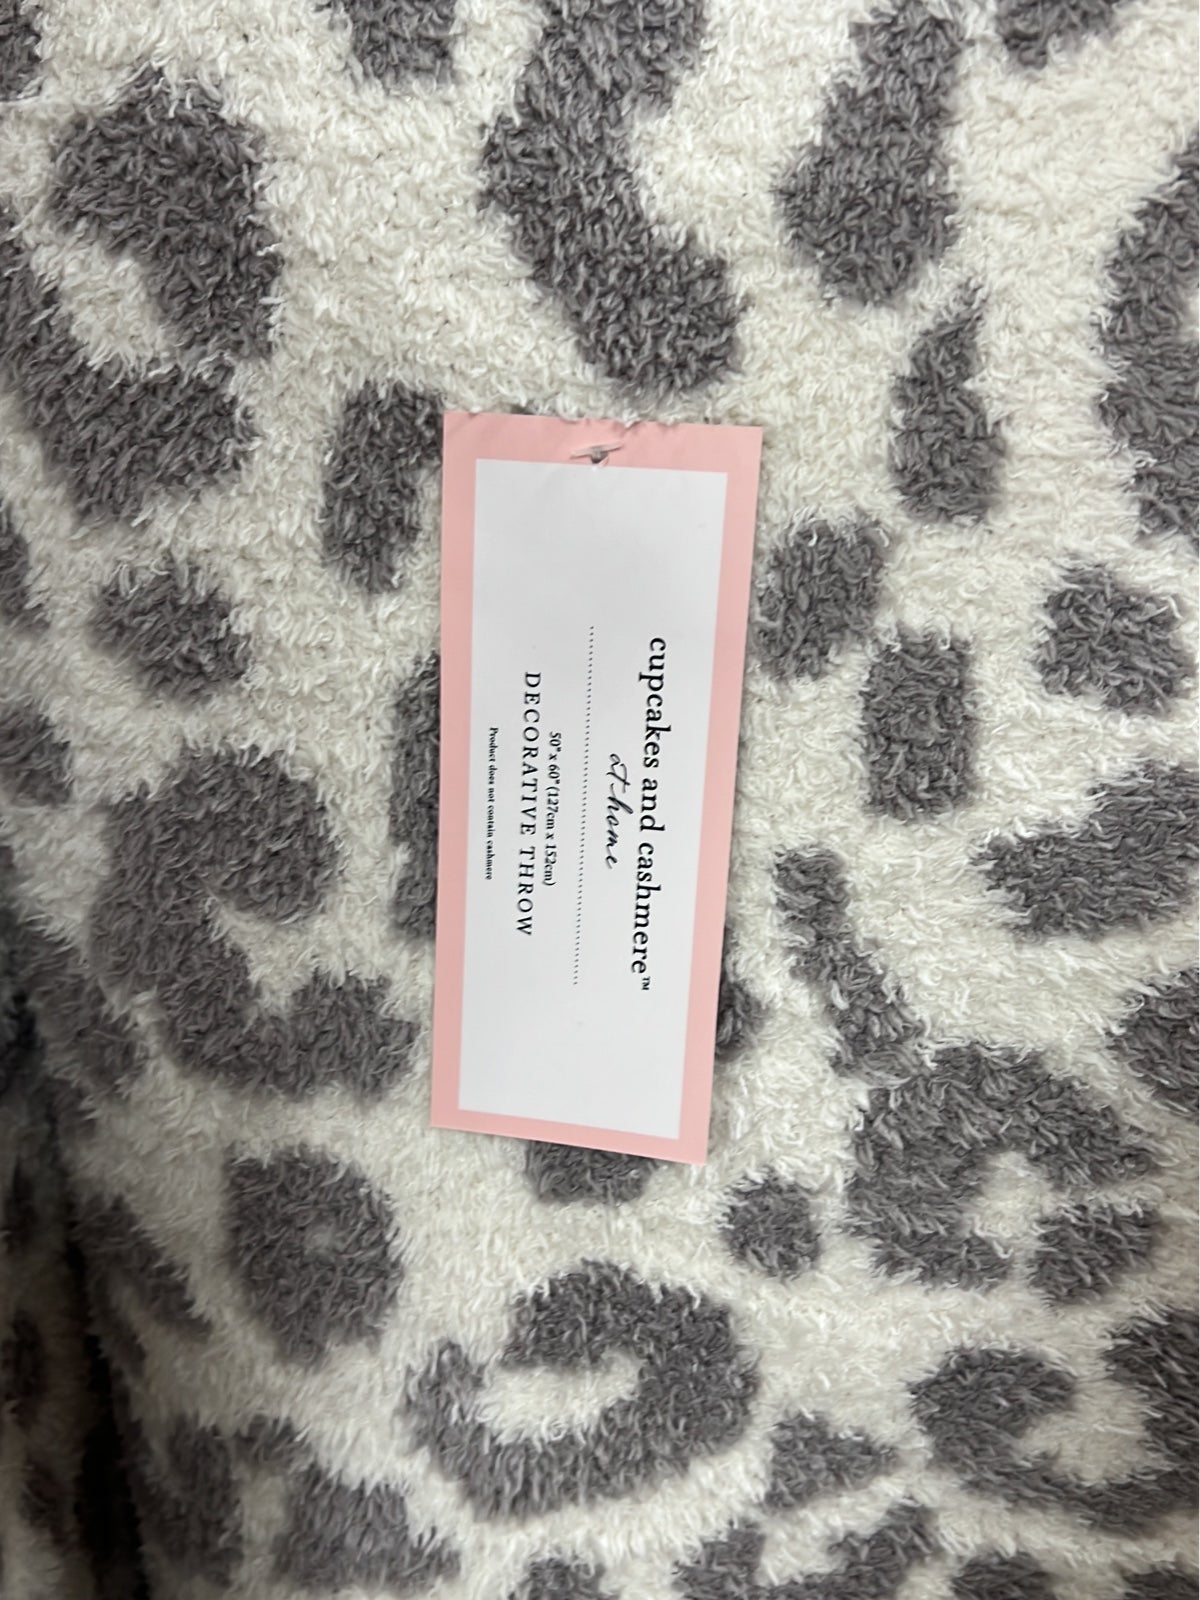 cupcakes and cashmere™
at home
50" x 60" (127cm x 152cm)
DECORATIVE THROW
Product does not contain cashmere